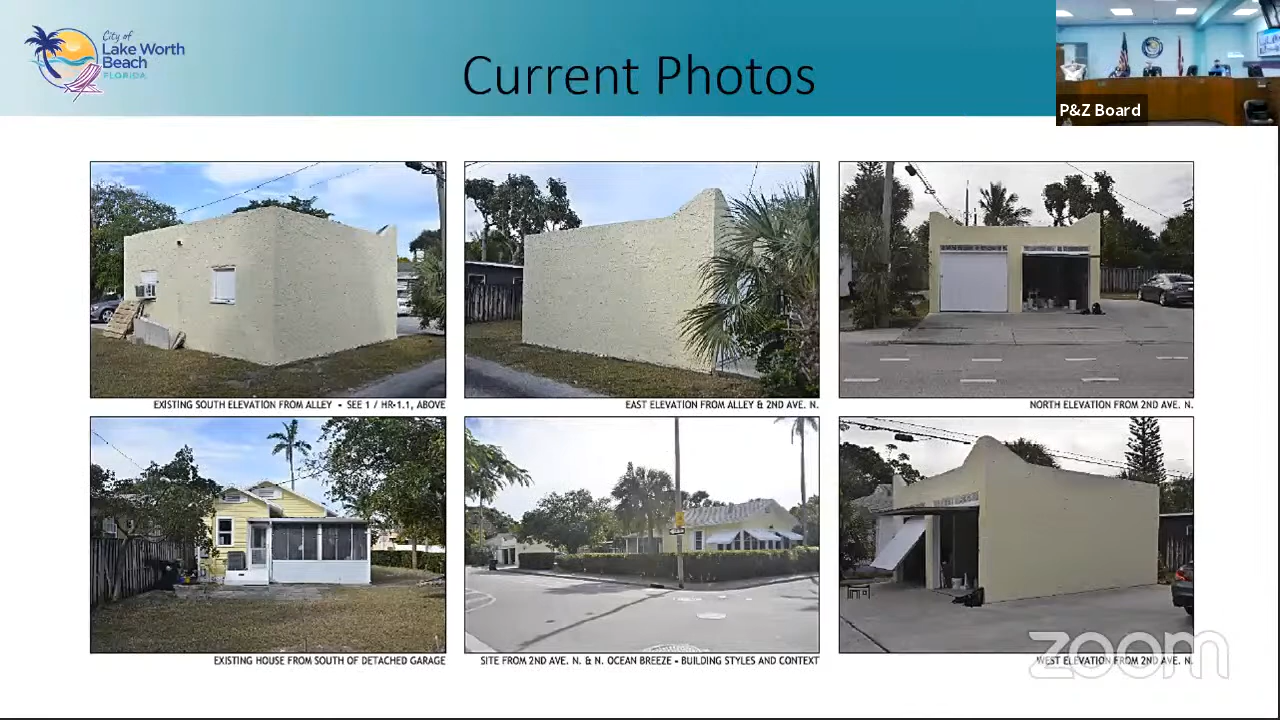 City of
Lake Worth
Beach
FLORIDA
Current Photos
P&Z Board
EXISTING SOUTH ELEVATION FROM ALLEY - SEE 1 / HR-1.1, ABOVE
EAST ELEVATION FROM ALLEY & 2ND AVE. N.
NORTH ELEVATION FROM 2ND AVE. N.
EXISTING HOUSE FROM SOUTH OF DETACHED GARAGE
SITE FROM 2ND AVE. N. & N. OCEAN BREEZE - BUILDING STYLES AND CONTEXT
WEST ELEVATION FROM 2ND AVE. N.
zoom